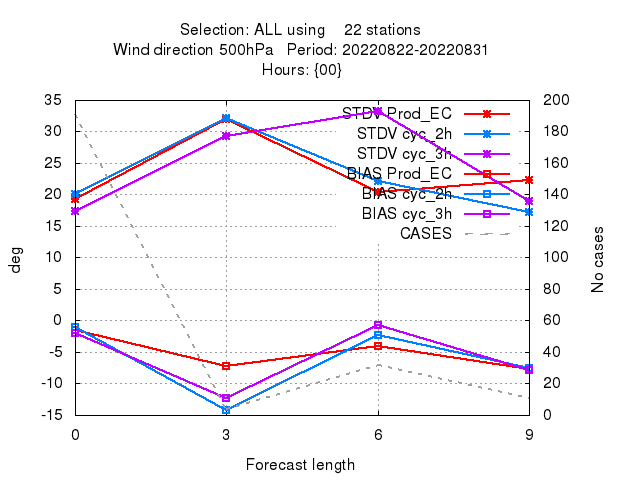 Selection: ALL using 22 stations
Wind direction 500hPa Period: 20220822-20220831
Hours: {00}
35 200
30 180
25 160
20 140
15 120
10 100
5 80
0 60
-5 40
-10 20
-15 0
STDV Prod_EC
STDV cyc_2h
STDV cyc_3h
BIAS Prod_EC
BIAS cyc_2h
BIAS cyc_3h
CASES
deg
No cases
0 3 6 9
Forecast length